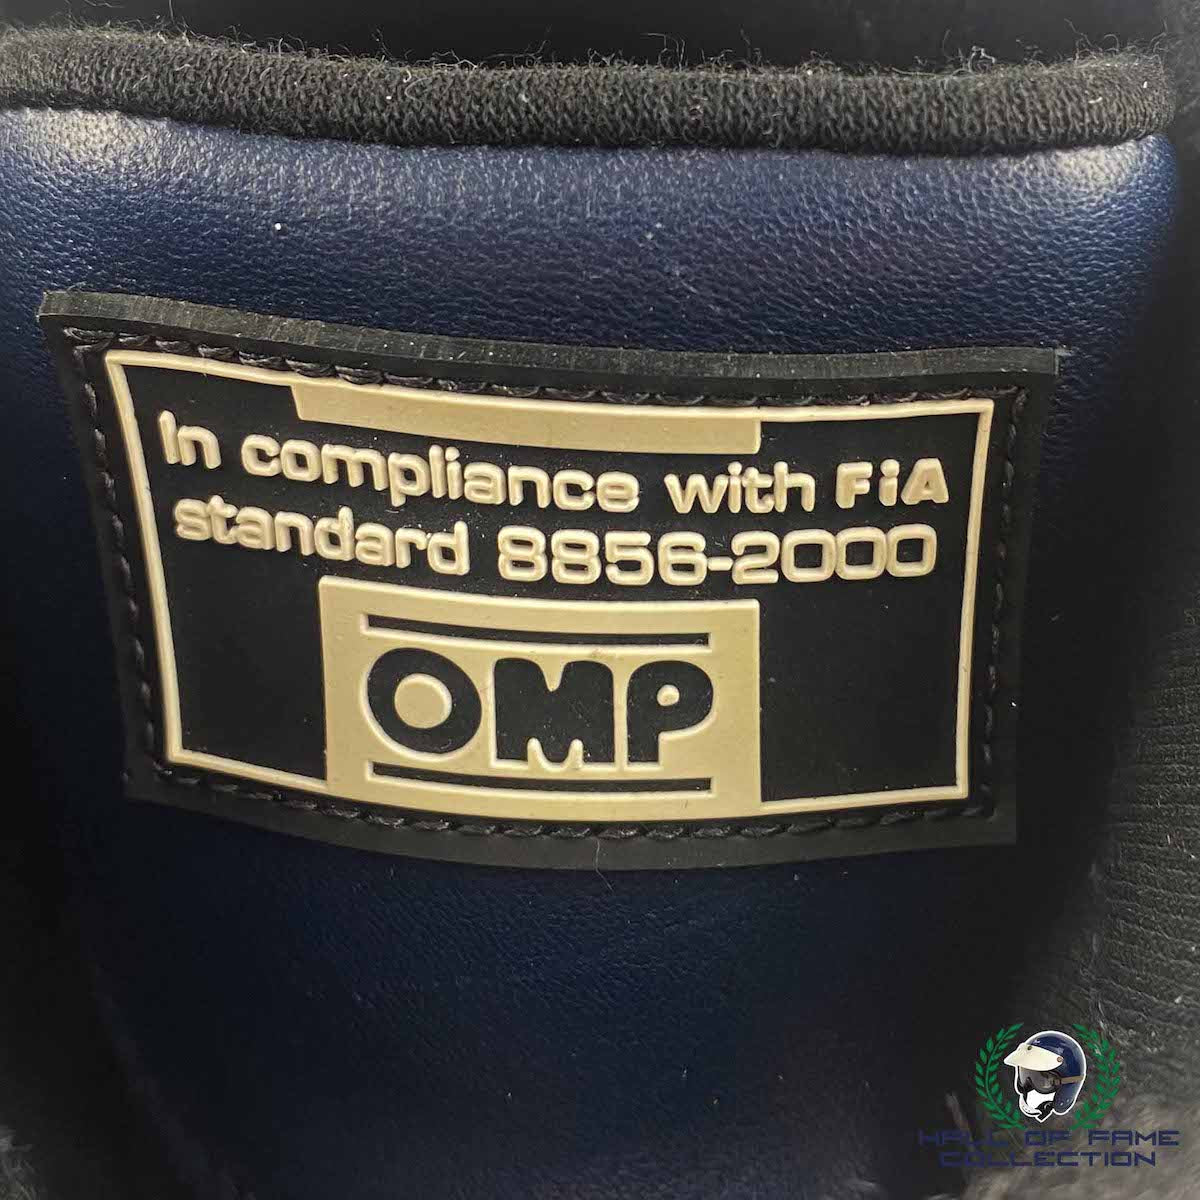 In compliance with FiA
standard 8856-2000
OMP
HALL OF FAME
COLLECTION